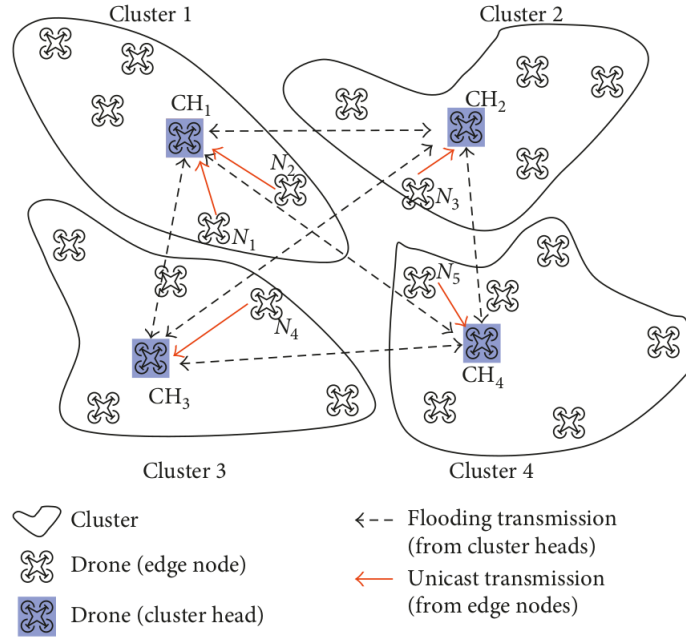 Cluster 1
Cluster 2
CH₁
CH₂
N₂
N₃
N₁
N₅
N₄
CH₃
CH₄
Cluster 3
Cluster 4
Cluster
Drone (edge node)
Drone (cluster head)
Flooding transmission
(from cluster heads)
Unicast transmission
(from edge nodes)